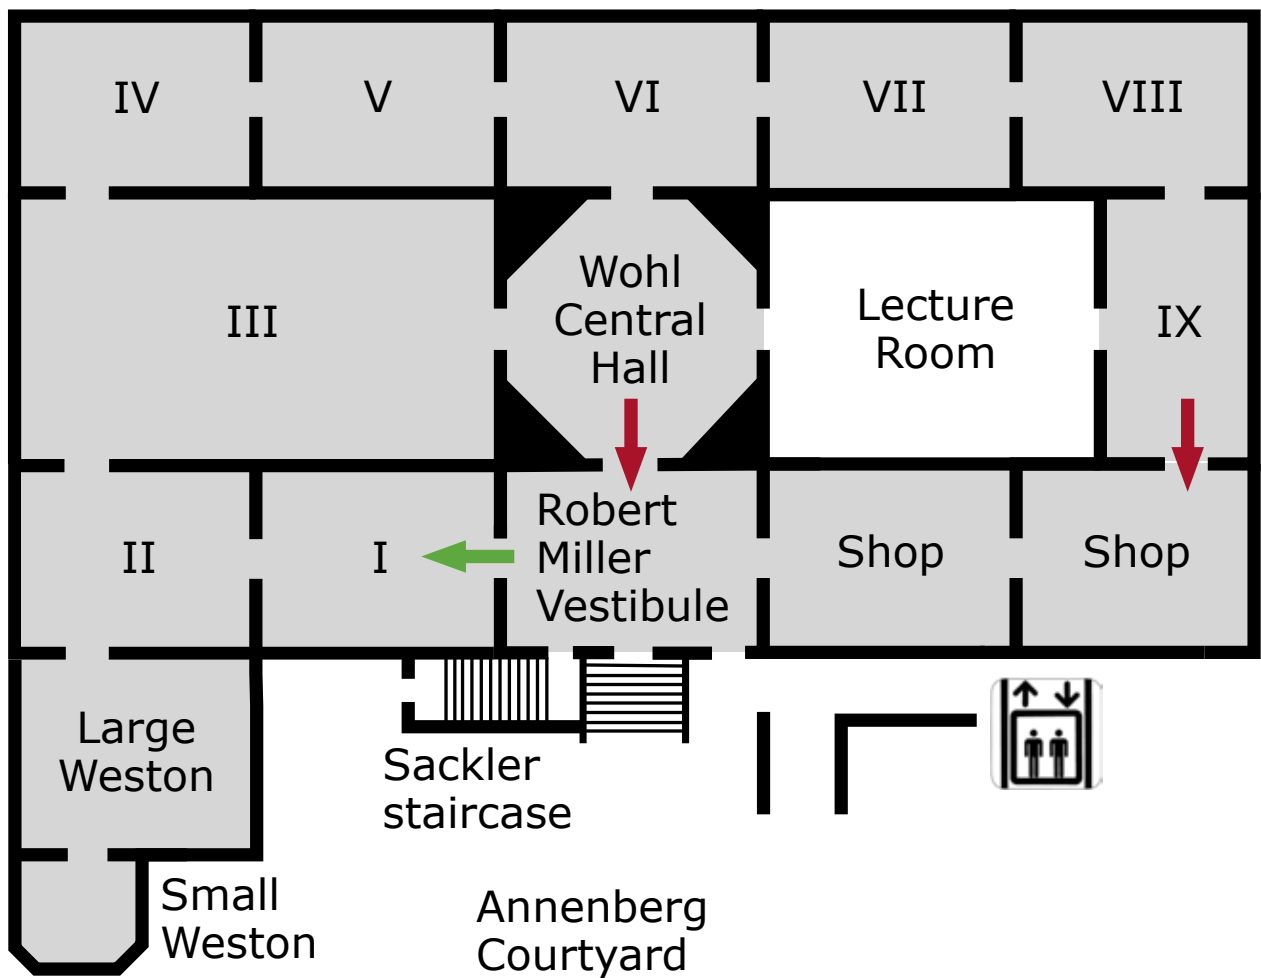 IV
V
VI
VII
VIII
III
Wohl
Central
Hall
Lecture
Room
IX
II
I
Robert
Miller
Vestibule
Shop
Shop
Large
Weston
Sackler
staircase
Small
Weston
Annenberg
Courtyard